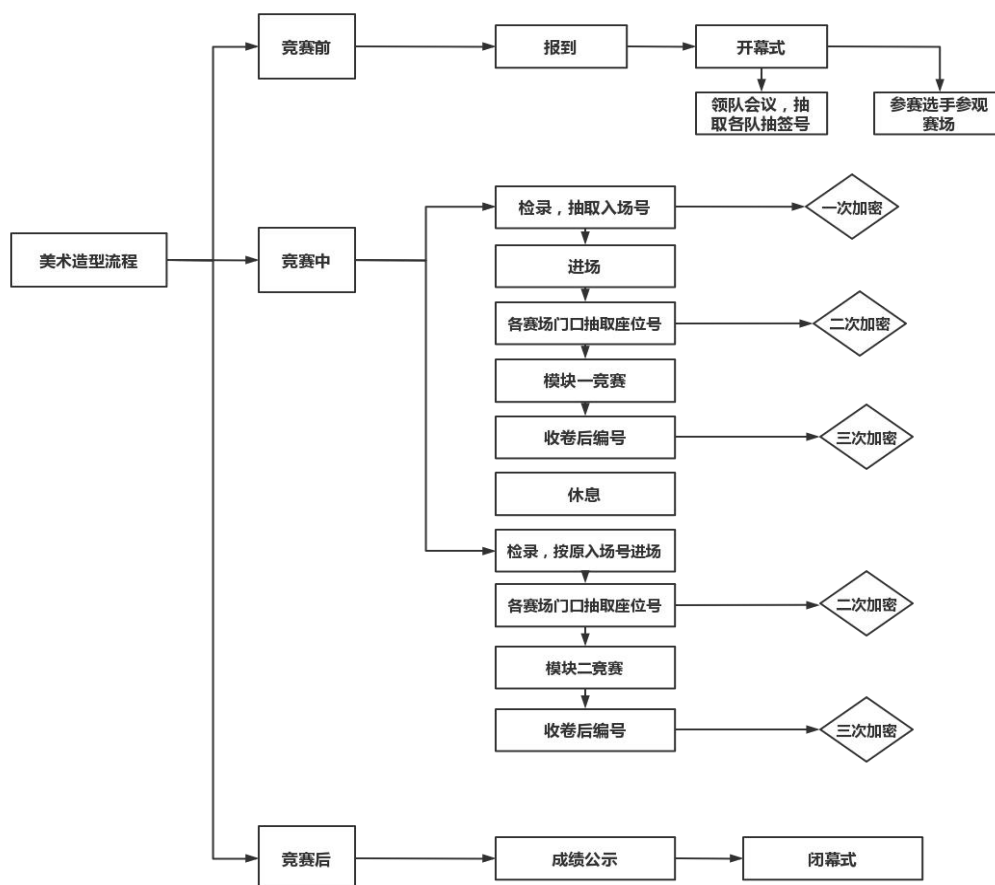 竞赛前
报到
开幕式
领队会议，抽
取各队抽签号
参赛选手参观
赛场
检录，抽取入场号
一次加密
美术造型流程
竞赛中
进场
各赛场门口抽取座位号
二次加密
模块一竞赛
收卷后编号
三次加密
休息
检录，按原入场号进场
各赛场门口抽取座位号
二次加密
模块二竞赛
收卷后编号
三次加密
竞赛后
成绩公示
闭幕式